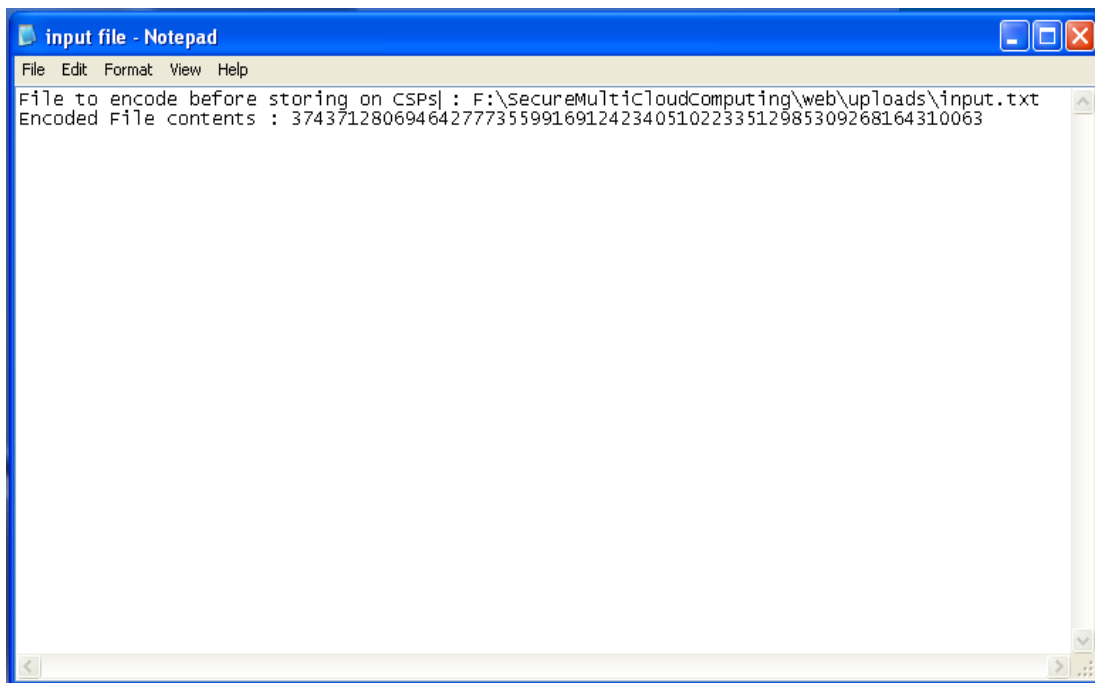 input file - Notepad
File Edit Format View Help
File to encode before storing on CSPs : F:\SecureMultiCloudComputing\web\uploads\input.txt
Encoded File contents : 3743712806946427773559916912423405102233512985309268164310063